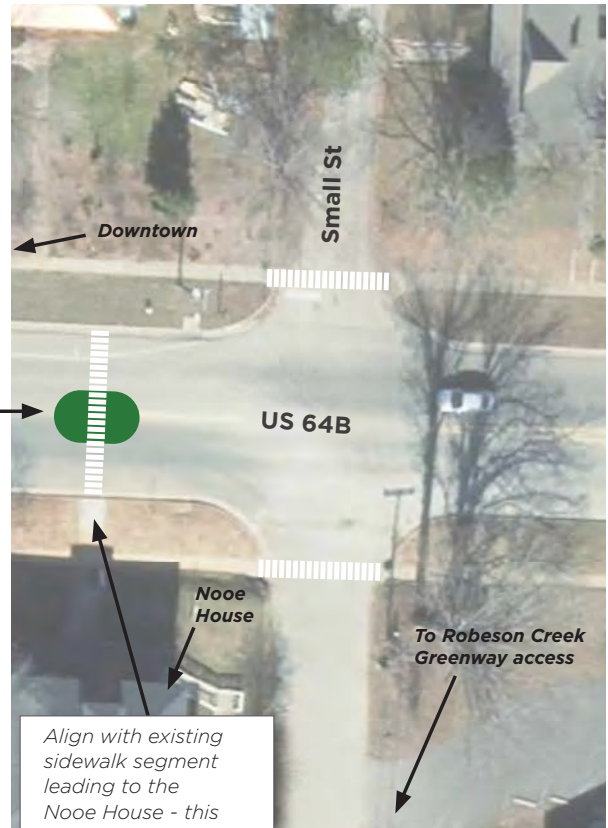 Small St
Downtown
US 64B
Nooe
House
To Robeson Creek
Greenway access
Align with existing
sidewalk segment
leading to the
Nooe House - this